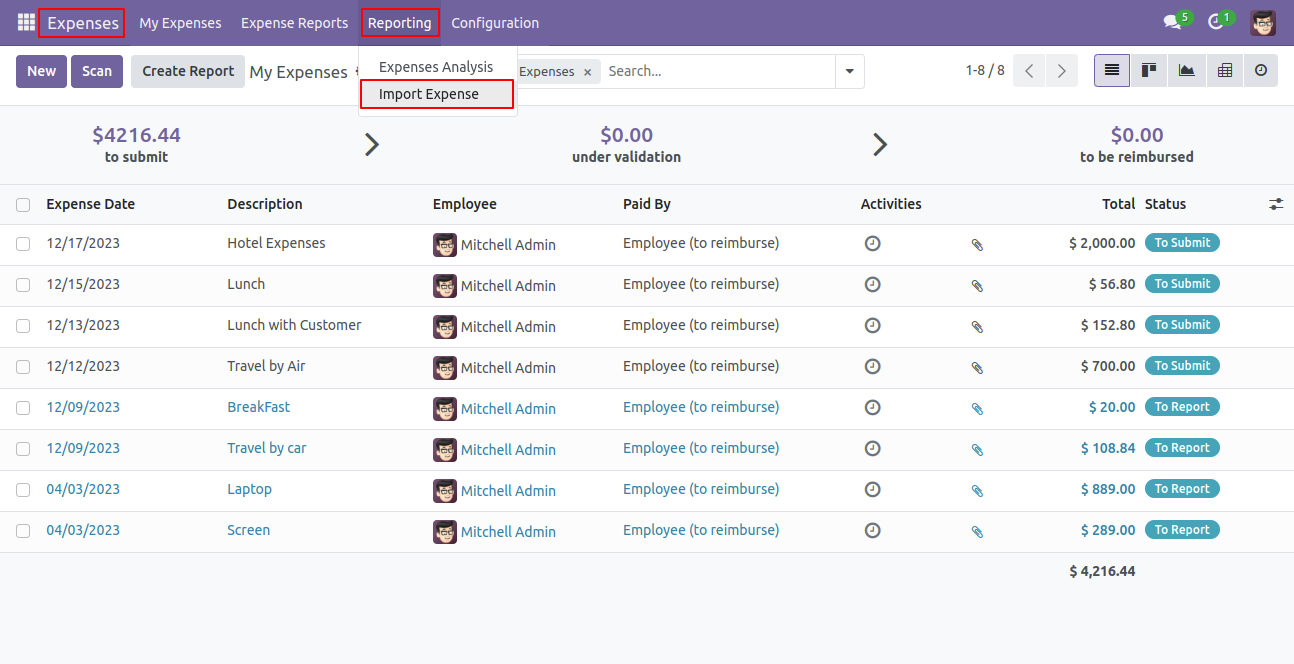 Expenses My Expenses Expense Reports Reporting Configuration 5 1
New Scan Create Report My Expenses Expenses × Search... 1-8 / 8
Expenses Analysis
Import Expense
$4216.44 $0.00 $0.00
to submit under validation to be reimbursed
Expense Date Description Employee Paid By Activities Total Status
12/17/2023 Hotel Expenses Mitchell Admin Employee (to reimburse) $ 2,000.00 To Submit
12/15/2023 Lunch Mitchell Admin Employee (to reimburse) $ 56.80 To Submit
12/13/2023 Lunch with Customer Mitchell Admin Employee (to reimburse) $ 152.80 To Submit
12/12/2023 Travel by Air Mitchell Admin Employee (to reimburse) $ 700.00 To Submit
12/09/2023 BreakFast Mitchell Admin Employee (to reimburse) $ 20.00 To Report
12/09/2023 Travel by car Mitchell Admin Employee (to reimburse) $ 108.84 To Report
04/03/2023 Laptop Mitchell Admin Employee (to reimburse) $ 889.00 To Report
04/03/2023 Screen Mitchell Admin Employee (to reimburse) $ 289.00 To Report
$ 4,216.44